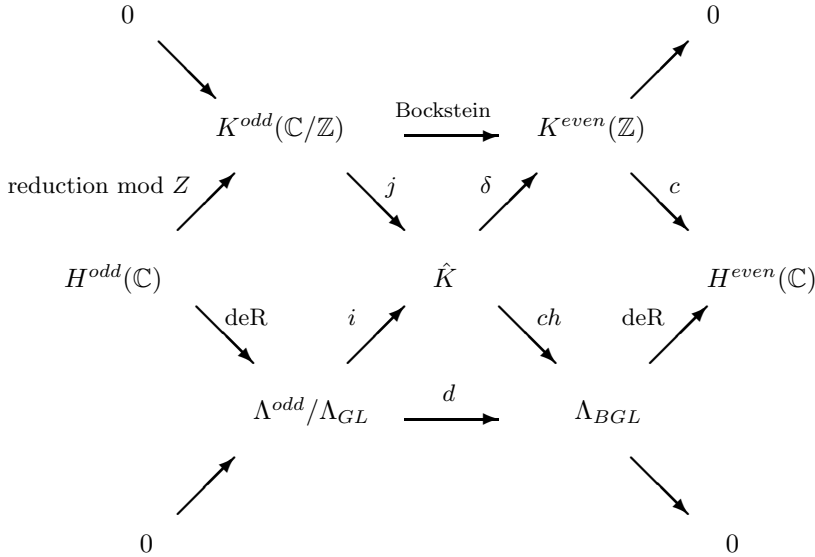 0 0
Bockstein
K^{odd}(ℂ/ℤ) K^{even}(ℤ)
reduction mod Z j δ c
H^{odd}(ℂ) K̂ H^{even}(ℂ)
deR i ch deR
d
Λ^{odd}/Λ_{GL} Λ_{BGL}
0 0